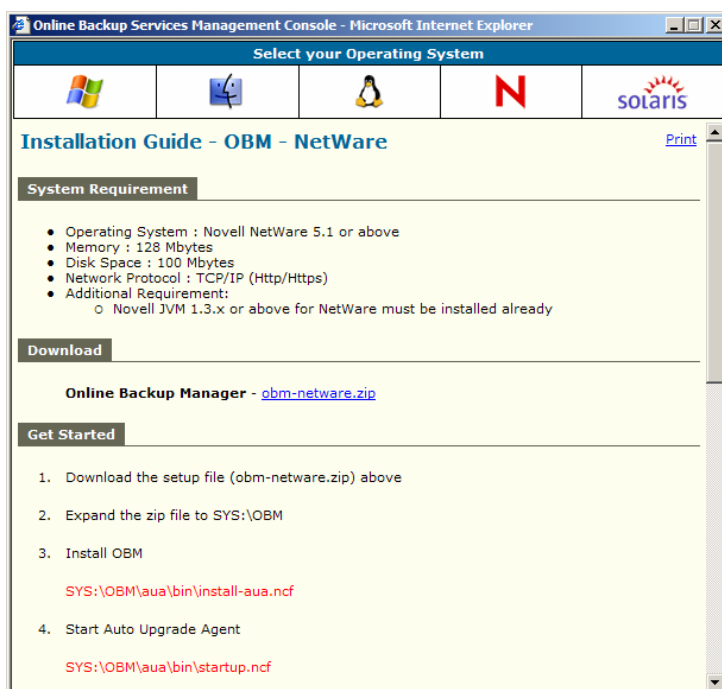 Online Backup Services Management Console - Microsoft Internet Explorer
Select your Operating System
N
solaris
Installation Guide - OBM - NetWare
Print
System Requirement
● Operating System : Novell NetWare 5.1 or above
● Memory : 128 Mbytes
● Disk Space : 100 Mbytes
● Network Protocol : TCP/IP (Http/Https)
● Additional Requirement:
○ Novell JVM 1.3.x or above for NetWare must be installed already
Download
Online Backup Manager - obm-netware.zip
Get Started
1. Download the setup file (obm-netware.zip) above
2. Expand the zip file to SYS:\OBM
3. Install OBM
SYS:\OBM\aua\bin\install-aua.ncf
4. Start Auto Upgrade Agent
SYS:\OBM\aua\bin\startup.ncf